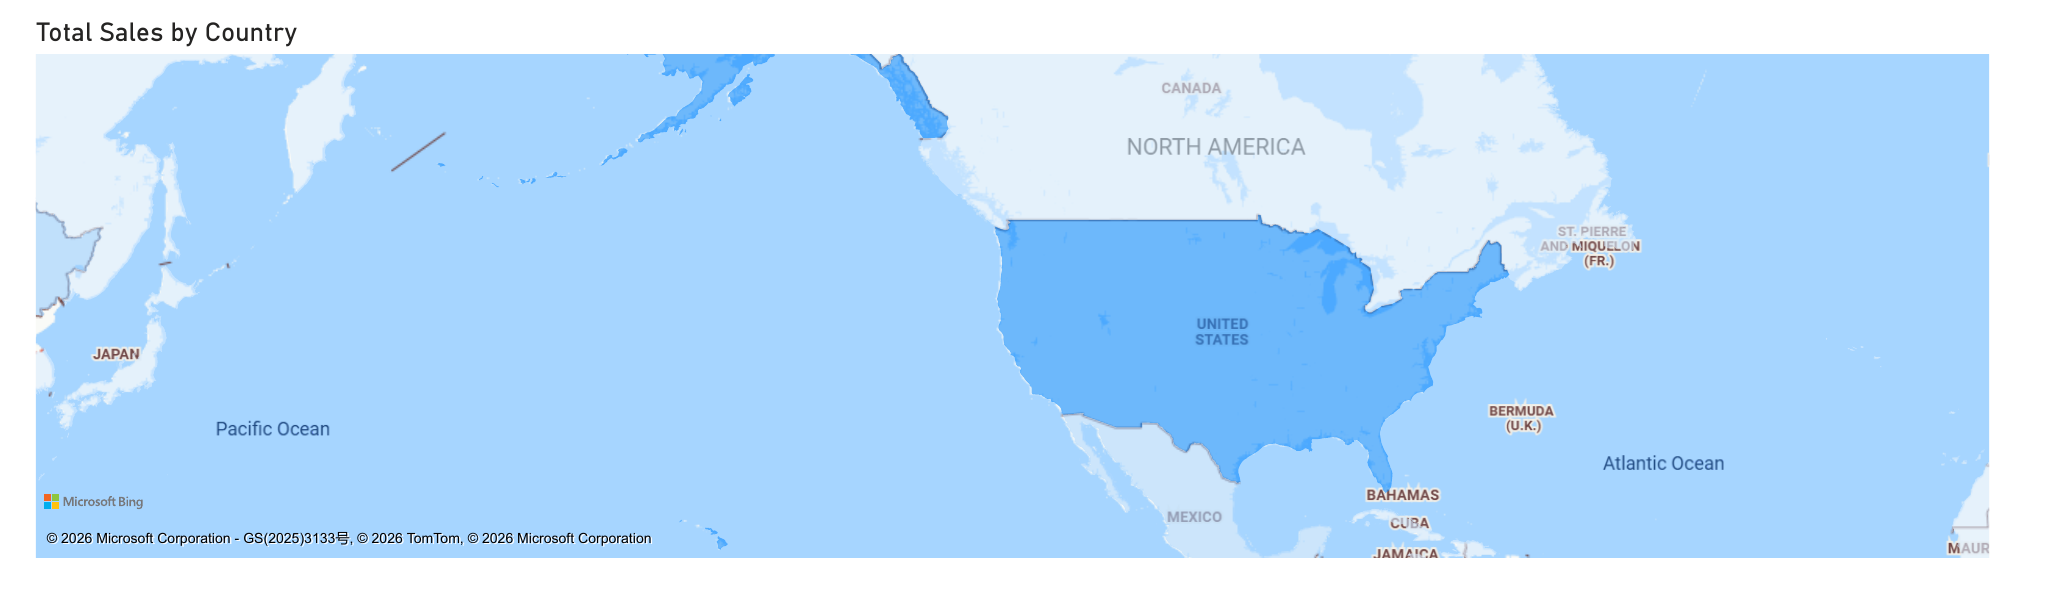 Total Sales by Country
CANADA
NORTH AMERICA
ST. PIERRE
AND MIQUELON
(FR.)
UNITED
STATES
JAPAN
BERMUDA
(U.K.)
Pacific Ocean
Atlantic Ocean
BAHAMAS
Microsoft Bing
MEXICO
CUBA
© 2026 Microsoft Corporation - GS(2025)3133号, © 2026 TomTom, © 2026 Microsoft Corporation
JAMAICA
MAUR